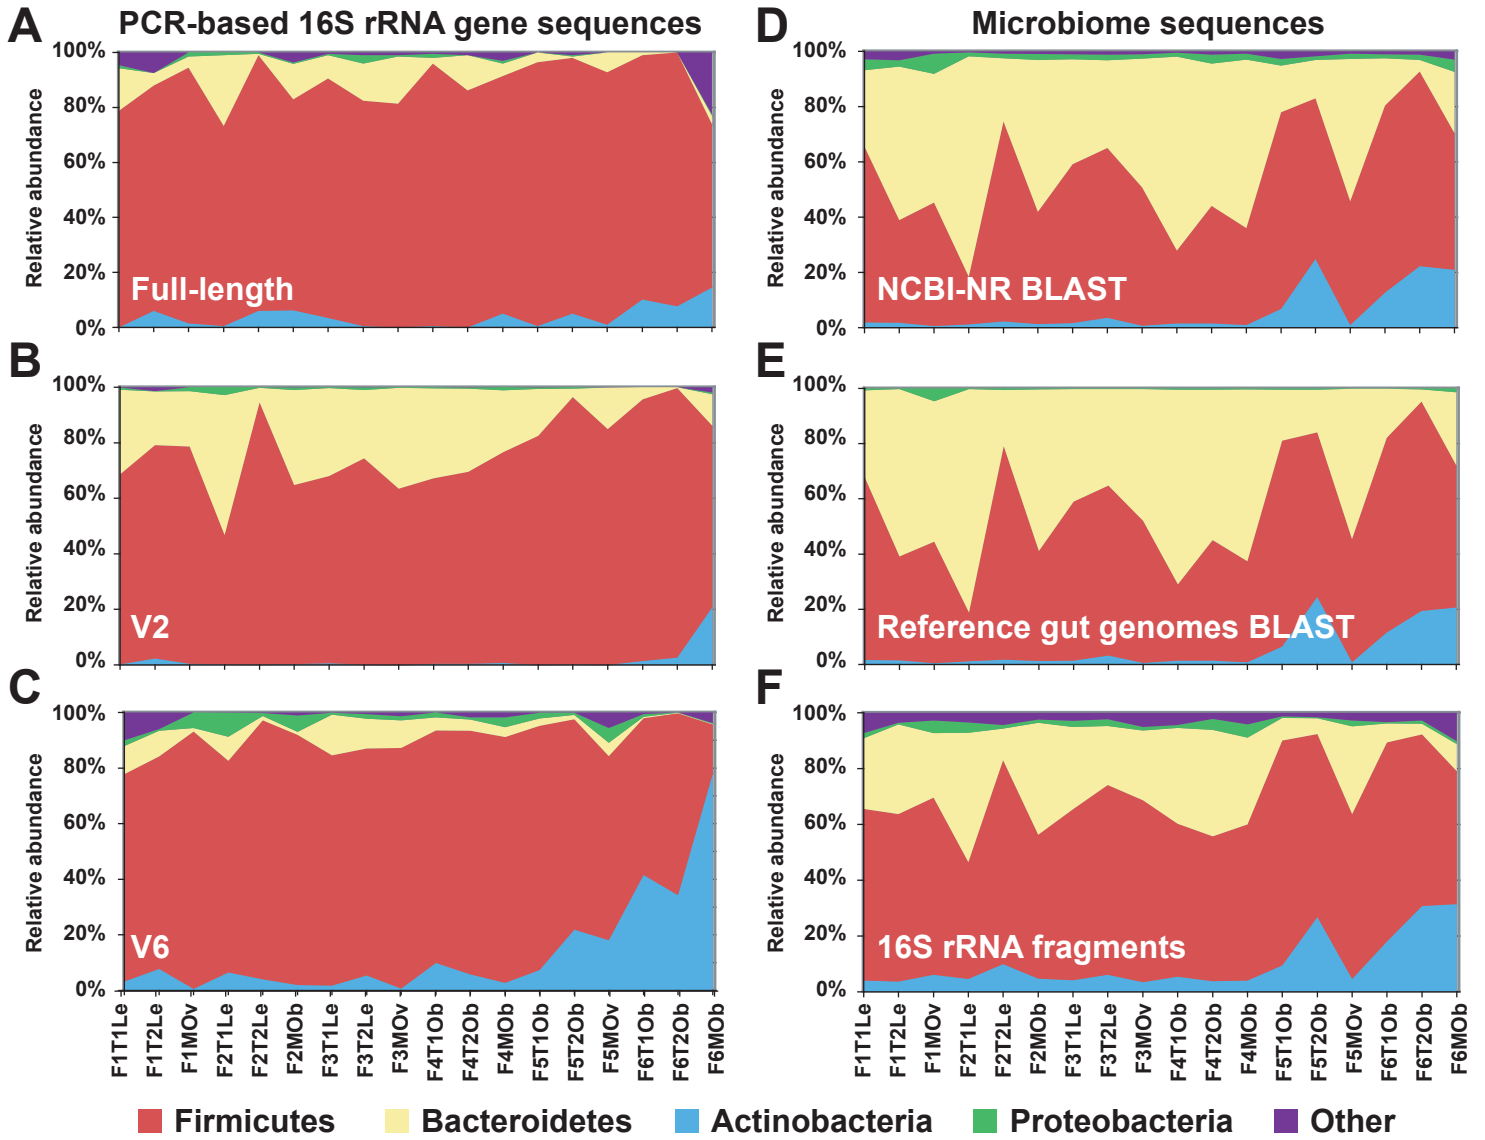 A PCR-based 16S rRNA gene sequences
Relative abundance
100%
80%
60%
40%
20%
0%
Full-length
B
Relative abundance
100%
80%
60%
40%
20%
0%
V2
C
Relative abundance
100%
80%
60%
40%
20%
0%
V6
F1T1Le
F1T2Le
F1MOv
F2T1Le
F2T2Le
F2MOb
F3T1Le
F3T2Le
F3MOv
F4T1Ob
F4T2Ob
F4MOb
F5T1Ob
F5T2Ob
F5MOv
F6T1Ob
F6T2Ob
F6MOb
D Microbiome sequences
Relative abundance
100%
80%
60%
40%
20%
0%
NCBI-NR BLAST
E
Relative abundance
100%
80%
60%
40%
20%
0%
Reference gut genomes BLAST
F
Relative abundance
100%
80%
60%
40%
20%
0%
16S rRNA fragments
F1T1Le
F1T2Le
F1MOv
F2T1Le
F2T2Le
F2MOb
F3T1Le
F3T2Le
F3MOv
F4T1Ob
F4T2Ob
F4MOb
F5T1Ob
F5T2Ob
F5MOv
F6T1Ob
F6T2Ob
F6MOb
Firmicutes Bacteroidetes Actinobacteria Proteobacteria Other